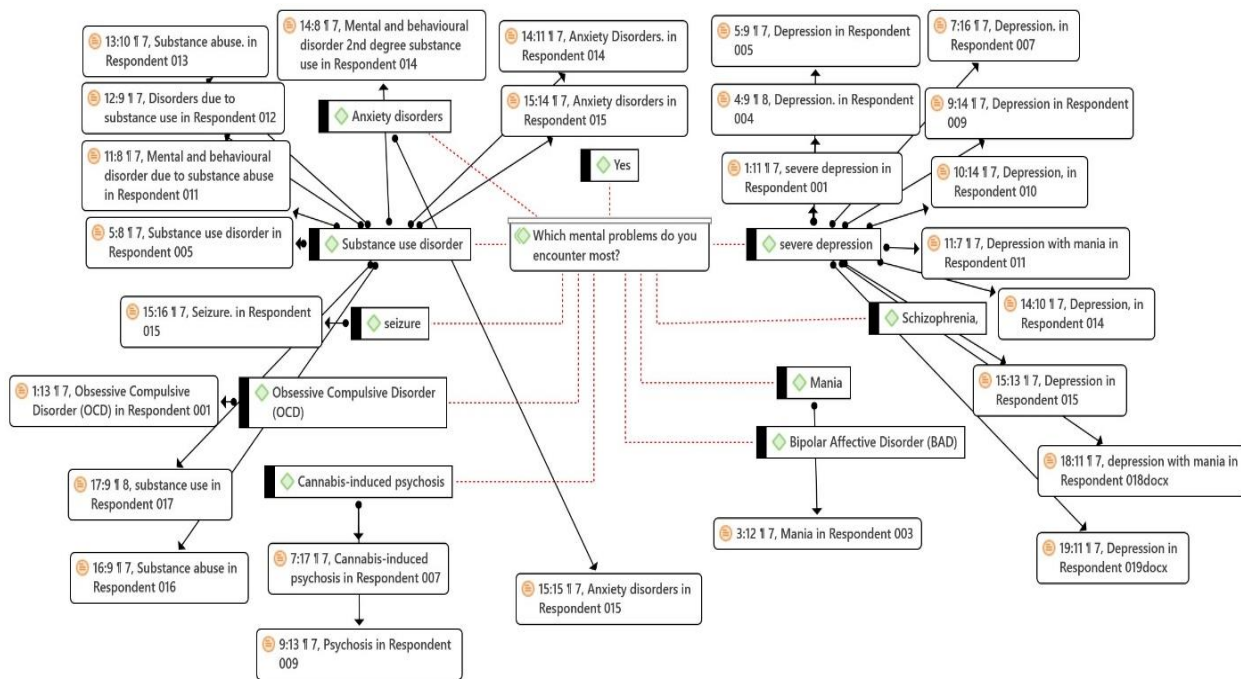 13:10 ¶ 7, Substance abuse. in
Respondent 013
14:8 ¶ 7, Mental and behavioural
disorder 2nd degree substance
use in Respondent 014
14:11 ¶ 7, Anxiety Disorders. in
Respondent 014
5:9 ¶ 7, Depression in Respondent
005
7:16 ¶ 7, Depression. in
Respondent 007
12:9 ¶ 7, Disorders due to
substance use in Respondent 012
Anxiety disorders
15:14 ¶ 7, Anxiety disorders in
Respondent 015
4:9 ¶ 8, Depression. in Respondent
004
9:14 ¶ 7, Depression in Respondent
009
11:8 ¶ 7, Mental and behavioural
disorder due to substance abuse
in Respondent 011
Yes
1:11 ¶ 7, severe depression in
Respondent 001
10:14 ¶ 7, Depression, in
Respondent 010
5:8 ¶ 7, Substance use disorder in
Respondent 005
Substance use disorder
Which mental problems do you
encounter most?
severe depression
11:7 ¶ 7, Depression with mania in
Respondent 011
15:16 ¶ 7, Seizure. in Respondent
015
seizure
Schizophrenia,
14:10 ¶ 7, Depression, in
Respondent 014
1:13 ¶ 7, Obsessive Compulsive
Disorder (OCD) in Respondent 001
Obsessive Compulsive Disorder
(OCD)
Mania
15:13 ¶ 7, Depression in
Respondent 015
Bipolar Affective Disorder (BAD)
17:9 ¶ 8, substance use in
Respondent 017
Cannabis-induced psychosis
18:11 ¶ 7, depression with mania in
Respondent 018docx
3:12 ¶ 7, Mania in Respondent 003
16:9 ¶ 7, Substance abuse in
Respondent 016
7:17 ¶ 7, Cannabis-induced
psychosis in Respondent 007
15:15 ¶ 7, Anxiety disorders in
Respondent 015
19:11 ¶ 7, Depression in
Respondent 019docx
9:13 ¶ 7, Psychosis in Respondent
009